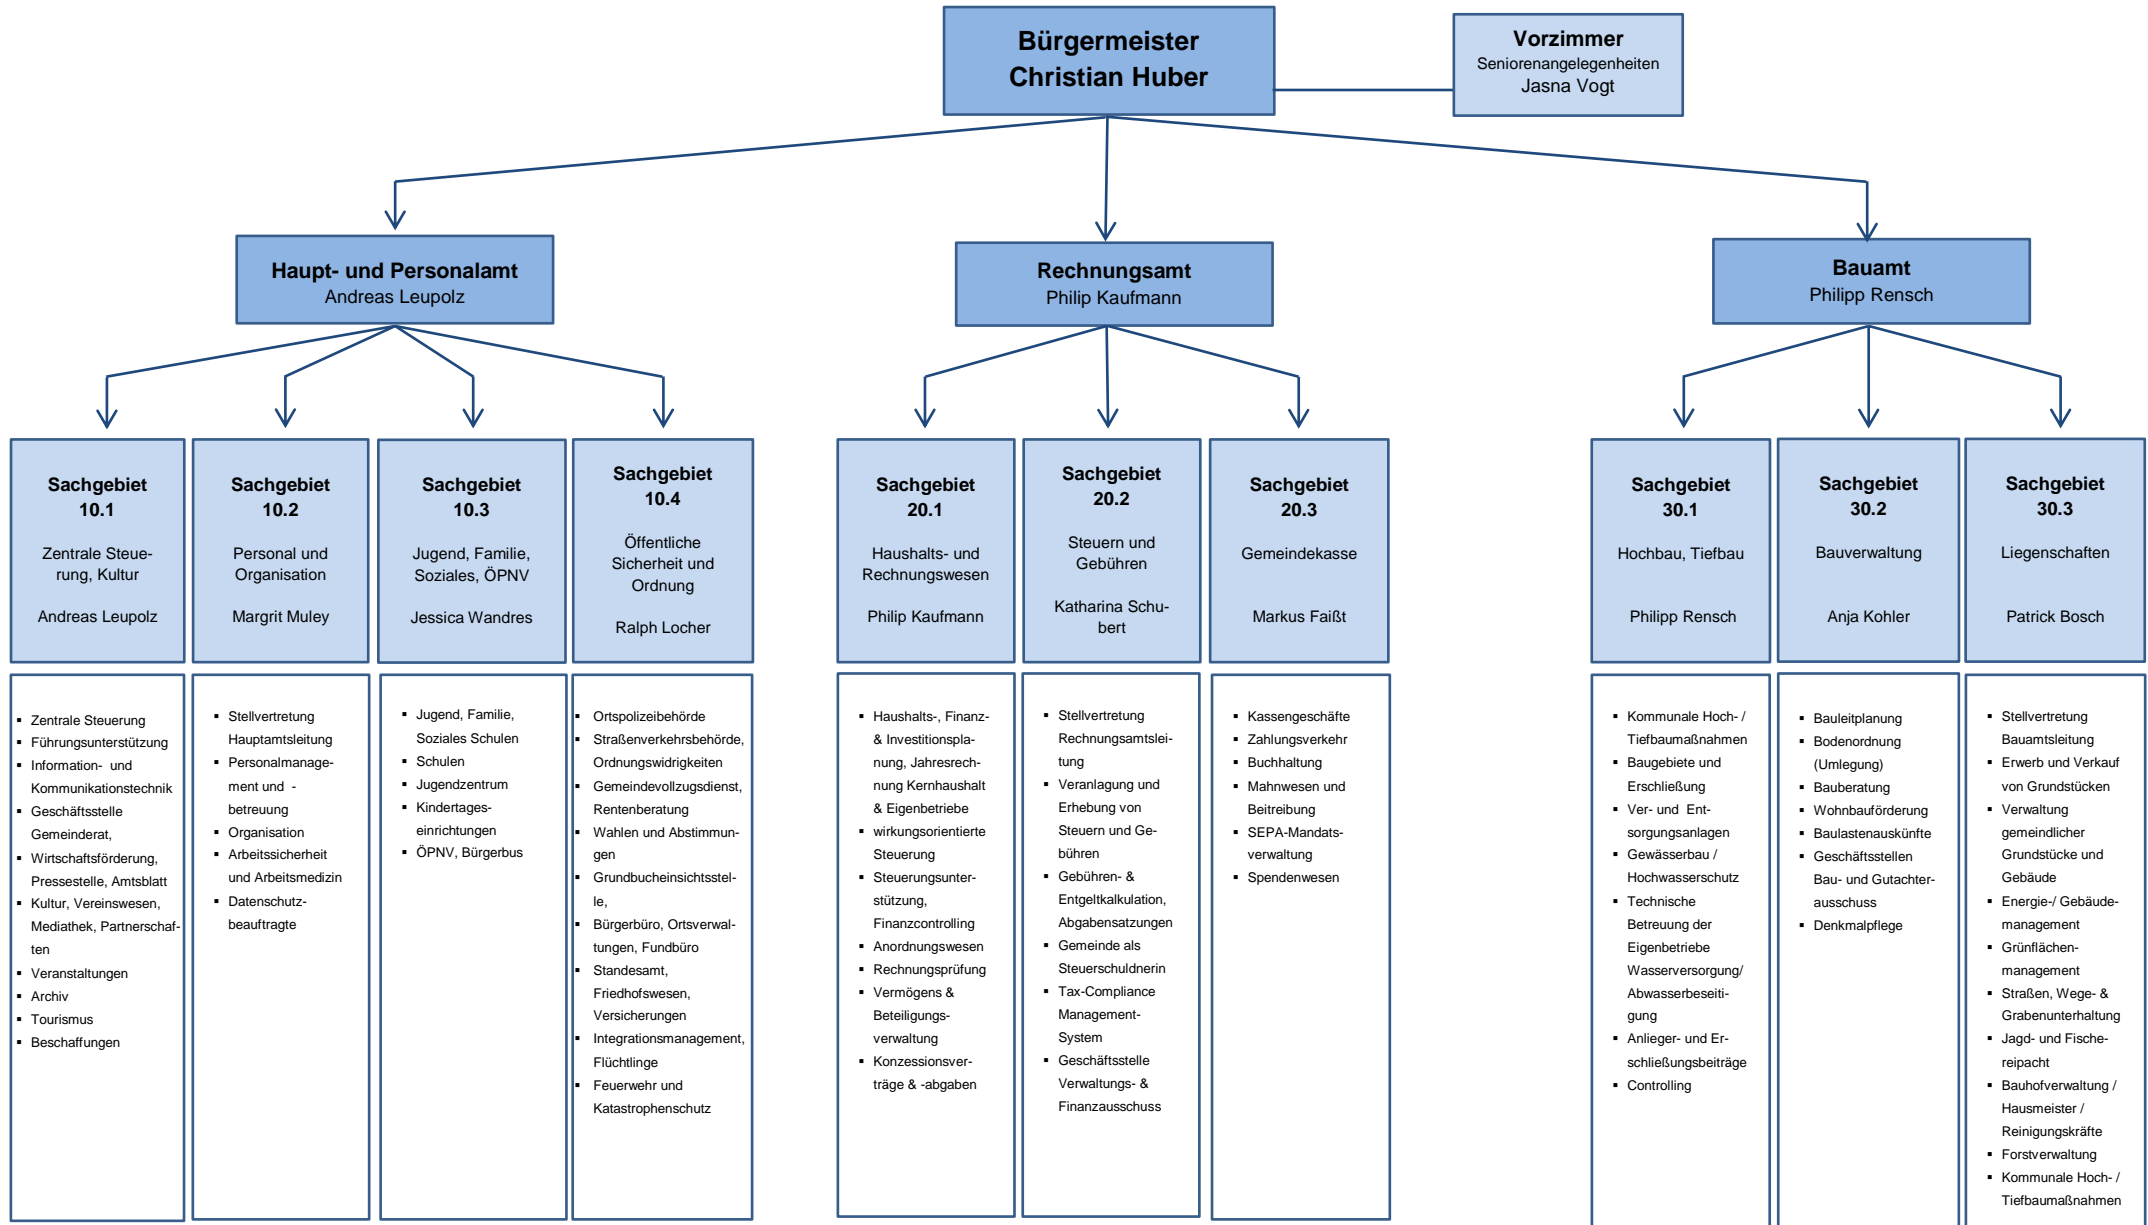 Bürgermeister
Christian Huber
Vorzimmer
Seniorenangelegenheiten
Jasna Vogt
Haupt- und Personalamt
Andreas Leupolz
Rechnungsamt
Philip Kaufmann
Bauamt
Philipp Rensch
Sachgebiet
10.1
Zentrale Steue-
rung, Kultur
Andreas Leupolz
Sachgebiet
10.2
Personal und
Organisation
Margrit Muley
Sachgebiet
10.3
Jugend, Familie,
Soziales, ÖPNV
Jessica Wandres
Sachgebiet
10.4
Öffentliche
Sicherheit und
Ordnung
Ralph Locher
Sachgebiet
20.1
Haushalts- und
Rechnungswesen
Philip Kaufmann
Sachgebiet
20.2
Steuern und
Gebühren
Katharina Schu-
bert
Sachgebiet
20.3
Gemeindekasse
Markus Faißt
Sachgebiet
30.1
Hochbau, Tiefbau
Philipp Rensch
Sachgebiet
30.2
Bauverwaltung
Anja Kohler
Sachgebiet
30.3
Liegenschaften
Patrick Bosch
▪ Zentrale Steuerung
▪ Führungsunterstützung
▪ Information- und
Kommunikationstechnik
▪ Geschäftsstelle
Gemeinderat,
▪ Wirtschaftsförderung,
Pressestelle, Amtsblatt
▪ Kultur, Vereinswesen,
Mediathek, Partnerschaf-
ten
▪ Veranstaltungen
▪ Archiv
▪ Tourismus
▪ Beschaffungen
▪ Stellvertretung
Hauptamtsleitung
▪ Personalmanage-
ment und -
betreuung
▪ Organisation
▪ Arbeitssicherheit
und Arbeitsmedizin
▪ Datenschutz-
beauftragte
▪ Jugend, Familie,
Soziales Schulen
▪ Schulen
▪ Jugendzentrum
▪ Kindertages-
einrichtungen
▪ ÖPNV, Bürgerbus
▪ Ortspolizeibehörde
▪ Straßenverkehrsbehörde,
Ordnungswidrigkeiten
▪ Gemeindevollzugsdienst,
Rentenberatung
▪ Wahlen und Abstimmun-
gen
▪ Grundbucheinsichtsstel-
le,
▪ Bürgerbüro, Ortsverwal-
tungen, Fundbüro
▪ Standesamt,
Friedhofswesen,
Versicherungen
▪ Integrationsmanagement,
Flüchtlinge
▪ Feuerwehr und
Katastrophenschutz
▪ Haushalts-, Finanz-
& Investitionspla-
nung, Jahresrech-
nung Kernhaushalt
& Eigenbetriebe
▪ wirkungsorientierte
Steuerung
▪ Steuerungsunter-
stützung,
Finanzcontrolling
▪ Anordnungswesen
▪ Rechnungsprüfung
▪ Vermögens &
Beteiligungs-
verwaltung
▪ Konzessionsver-
träge & -abgaben
▪ Stellvertretung
Rechnungsamtslei-
tung
▪ Veranlagung und
Erhebung von
Steuern und Ge-
bühren
▪ Gebühren- &
Entgeltkalkulation,
Abgabensatzungen
▪ Gemeinde als
Steuerschuldnerin
▪ Tax-Compliance
Management-
System
▪ Geschäftsstelle
Verwaltungs- &
Finanzausschuss
▪ Kassengeschäfte
▪ Zahlungsverkehr
▪ Buchhaltung
▪ Mahnwesen und
Beitreibung
▪ SEPA-Mandats-
verwaltung
▪ Spendenwesen
▪ Kommunale Hoch- /
Tiefbaumaßnahmen
▪ Baugebiete und
Erschließung
▪ Ver- und Ent-
sorgungsanlagen
▪ Gewässerbau /
Hochwasserschutz
▪ Technische
Betreuung der
Eigenbetriebe
Wasserversorgung/
Abwasserbeseiti-
gung
▪ Anlieger- und Er-
schließungsbeiträge
▪ Controlling
▪ Bauleitplanung
▪ Bodenordnung
(Umlegung)
▪ Bauberatung
▪ Wohnbauförderung
▪ Baulastenauskünfte
▪ Geschäftsstellen
Bau- und Gutachter-
ausschuss
▪ Denkmalpflege
▪ Stellvertretung
Bauamtsleitung
▪ Erwerb und Verkauf
von Grundstücken
▪ Verwaltung
gemeindlicher
Grundstücke und
Gebäude
▪ Energie-/ Gebäude-
management
▪ Grünflächen-
management
▪ Straßen, Wege- &
Grabenunterhaltung
▪ Jagd- und Fische-
reipacht
▪ Bauhofverwaltung /
Hausmeister /
Reinigungskräfte
▪ Forstverwaltung
▪ Kommunale Hoch- /
Tiefbaumaßnahmen